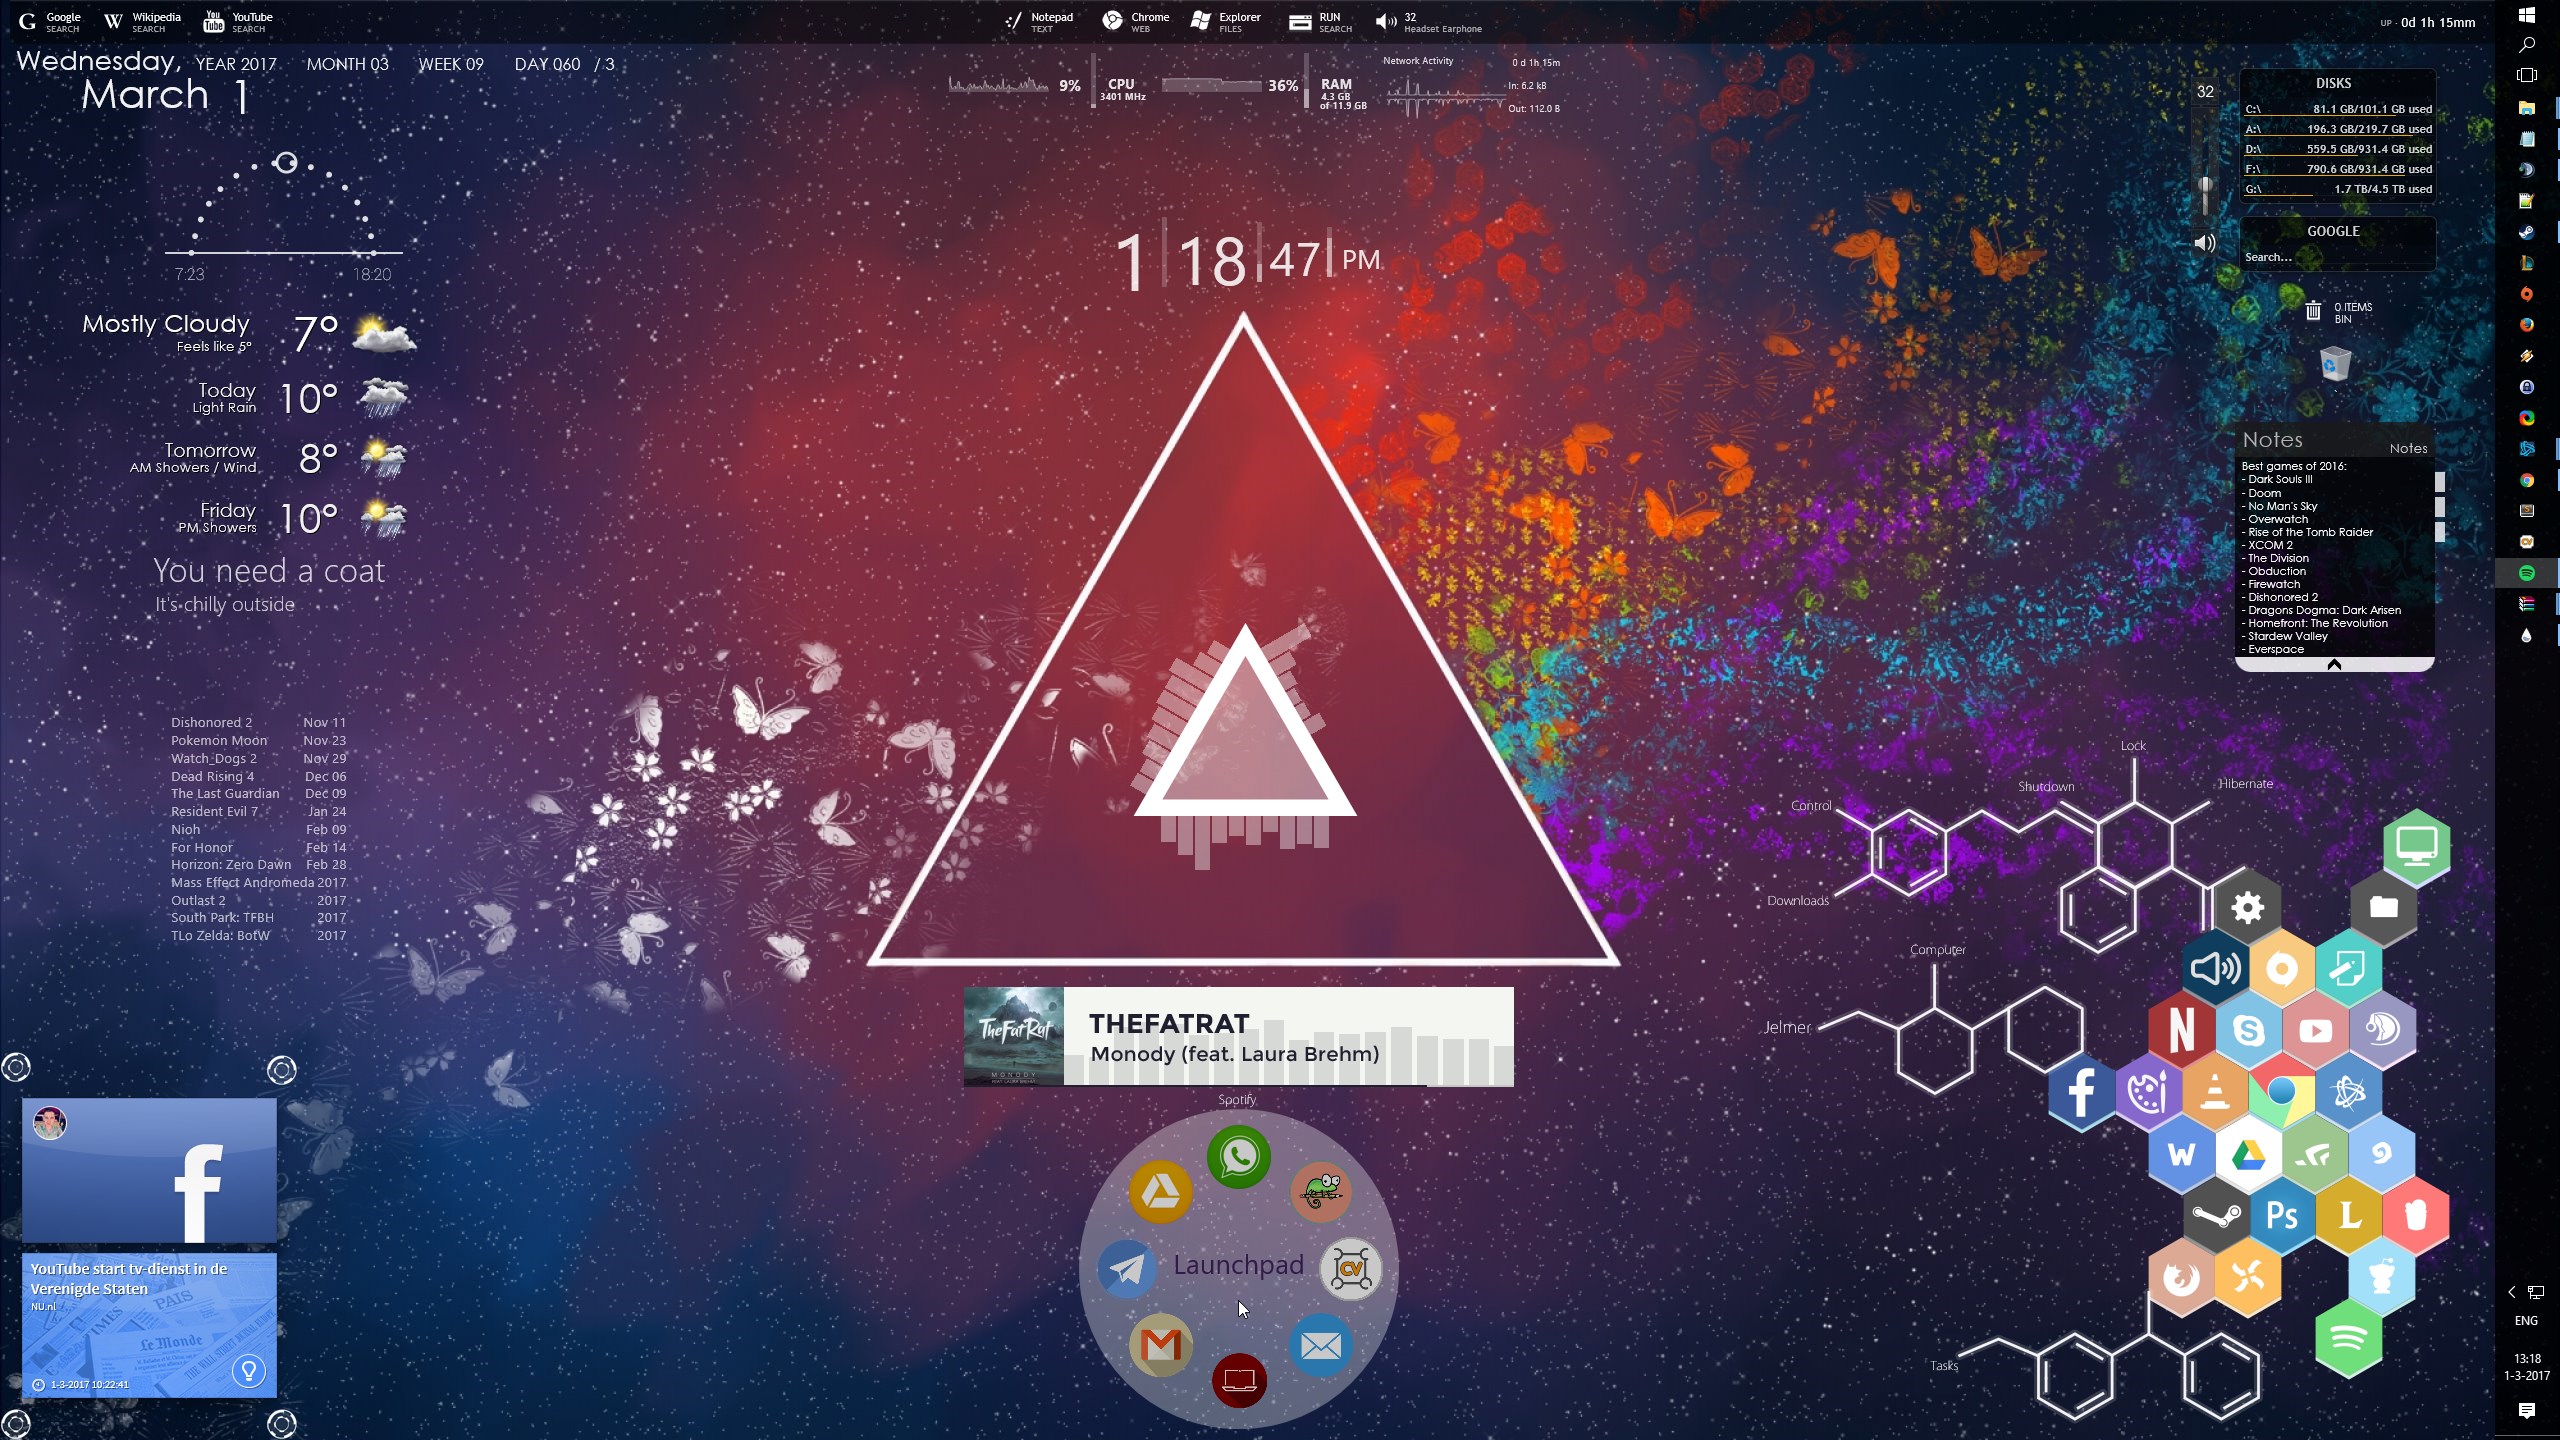 Google
SEARCH
Wikipedia
SEARCH
You
Tube
YouTube
SEARCH
Notepad
TEXT
Chrome
WEB
Explorer
FILES
RUN
SEARCH
32
Headset Earphone
UP - 0d 1h 15mm
Wednesday,
March 1
YEAR 2017 MONTH 03 WEEK 09 DAY 060 / 3
9% CPU
3401 MHz
36% RAM
4.3 GB
of 11.9 GB
Network Activity 0 d 1h 15m
In: 6.2 kB
Out: 112.0 B
7:23 18:20
Mostly Cloudy 7°
Feels like 5°
Today 10°
Light Rain
Tomorrow 8°
AM Showers / Wind
Friday 10°
PM Showers
You need a coat
It's chilly outside
1 18 47 PM
32
DISKS
C:\ 81.1 GB/101.1 GB used
A:\ 196.3 GB/219.7 GB used
D:\ 559.5 GB/931.4 GB used
F:\ 790.6 GB/931.4 GB used
G:\ 1.7 TB/4.5 TB used
GOOGLE
Search...
0 ITEMS
BIN
Notes
Notes
Best games of 2016:
- Dark Souls III
- Doom
- No Man's Sky
- Overwatch
- Rise of the Tomb Raider
- XCOM 2
- The Division
- Obduction
- Firewatch
- Dishonored 2
- Dragons Dogma: Dark Arisen
- Homefront: The Revolution
- Stardew Valley
- Everspace
Dishonored 2 Nov 11
Pokemon Moon Nov 23
Watch_Dogs 2 Nov 29
Dead Rising 4 Dec 06
The Last Guardian Dec 09
Resident Evil 7 Jan 24
Nioh Feb 09
For Honor Feb 14
Horizon: Zero Dawn Feb 28
Mass Effect Andromeda 2017
Outlast 2 2017
South Park: TFBH 2017
TLo Zelda: BotW 2017
Lock
Shutdown
Hibernate
Control
Downloads
Computer
Jelmer
Tasks
TheFatRat
MONODY
THEFATRAT
Monody (feat. Laura Brehm)
Spotify
Launchpad
CV
YouTube start tv-dienst in de
Verenigde Staten
NU.nl
PAIS
Le Monde
1-3-2017 10:22:41
N
S
f
W
Ps
L
ENG
13:18
1-3-2017